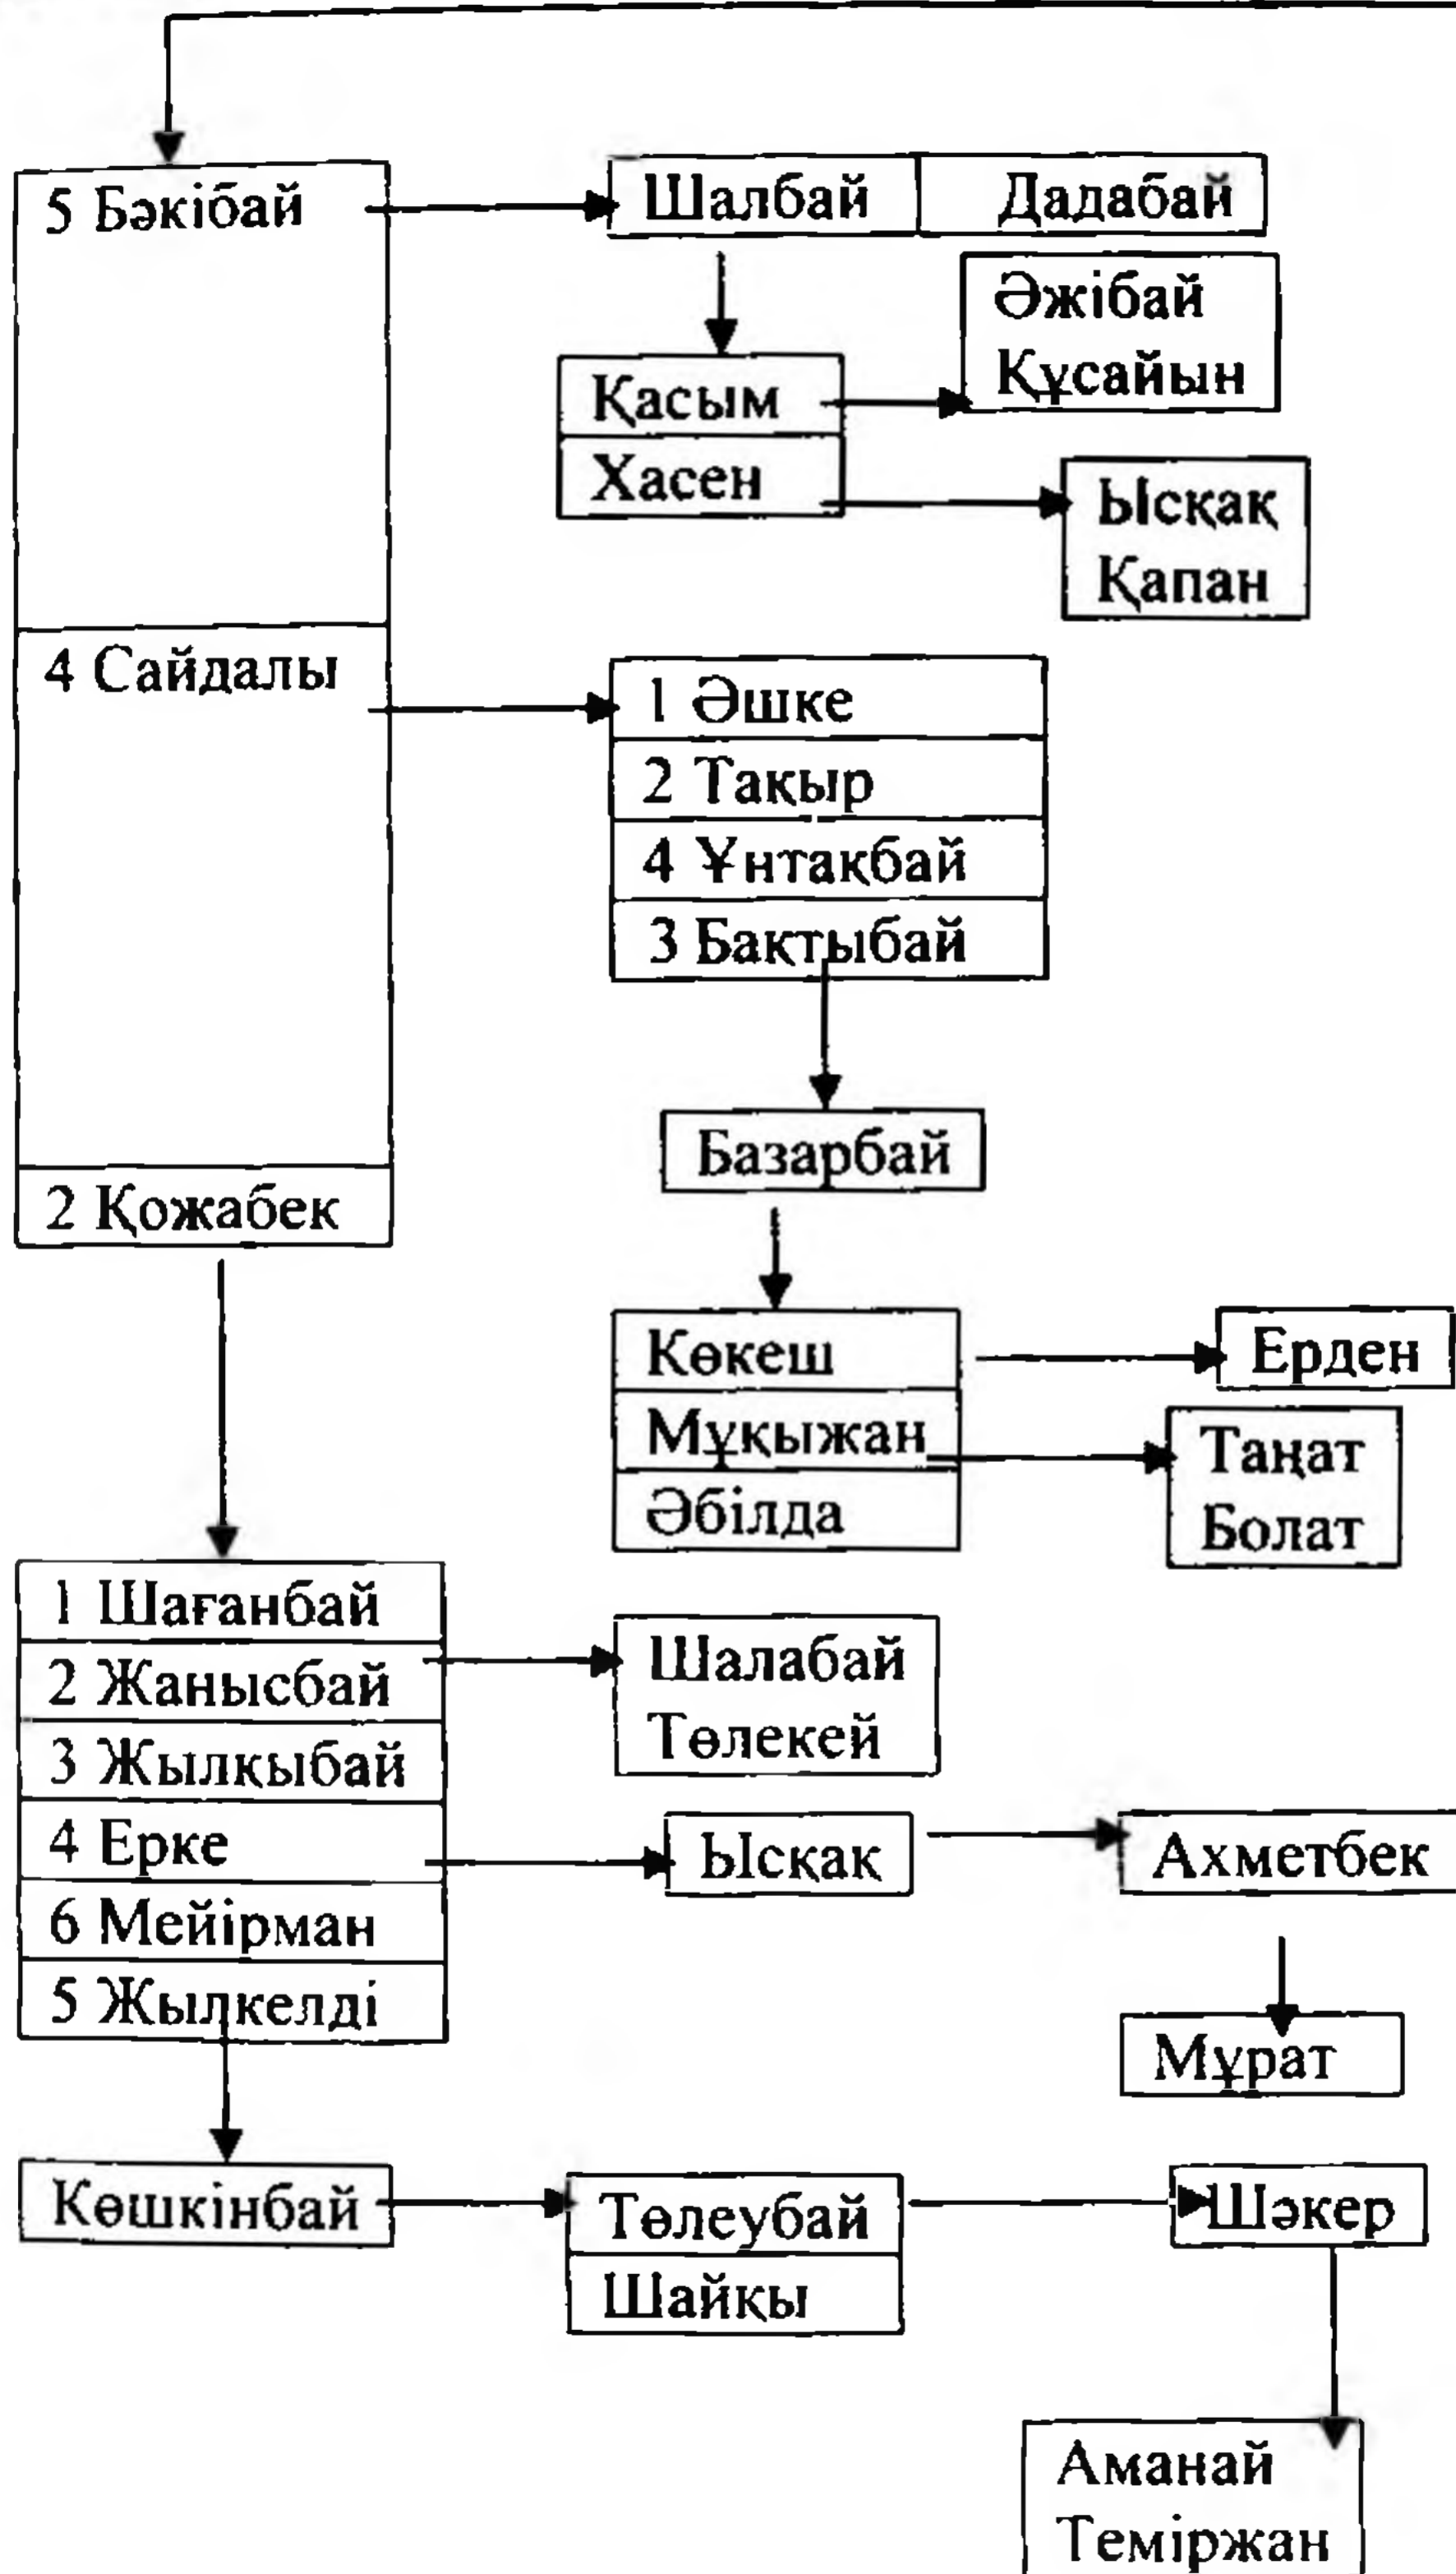 5 Бәкібай
Шалбай
Дадабай
Әжібай
Құсайын
Қасым
Хасен
Ысқақ
Қапан
4 Сайдалы
1 Әшке
2 Тақыр
4 Ұнтақбай
3 Бақтыбай
Базарбай
2 Қожабек
Көкеш
Ерден
Мұқыжан
Таңат
Болат
Әбілда
1 Шағанбай
2 Жанысбай
3 Жылқыбай
4 Ерке
6 Мейірман
5 Жылкелді
Шалабай
Төлекей
Ысқақ
Ахметбек
Мұрат
Көшкінбай
Төлеубай
Шайқы
Шәкер
Аманай
Теміржан